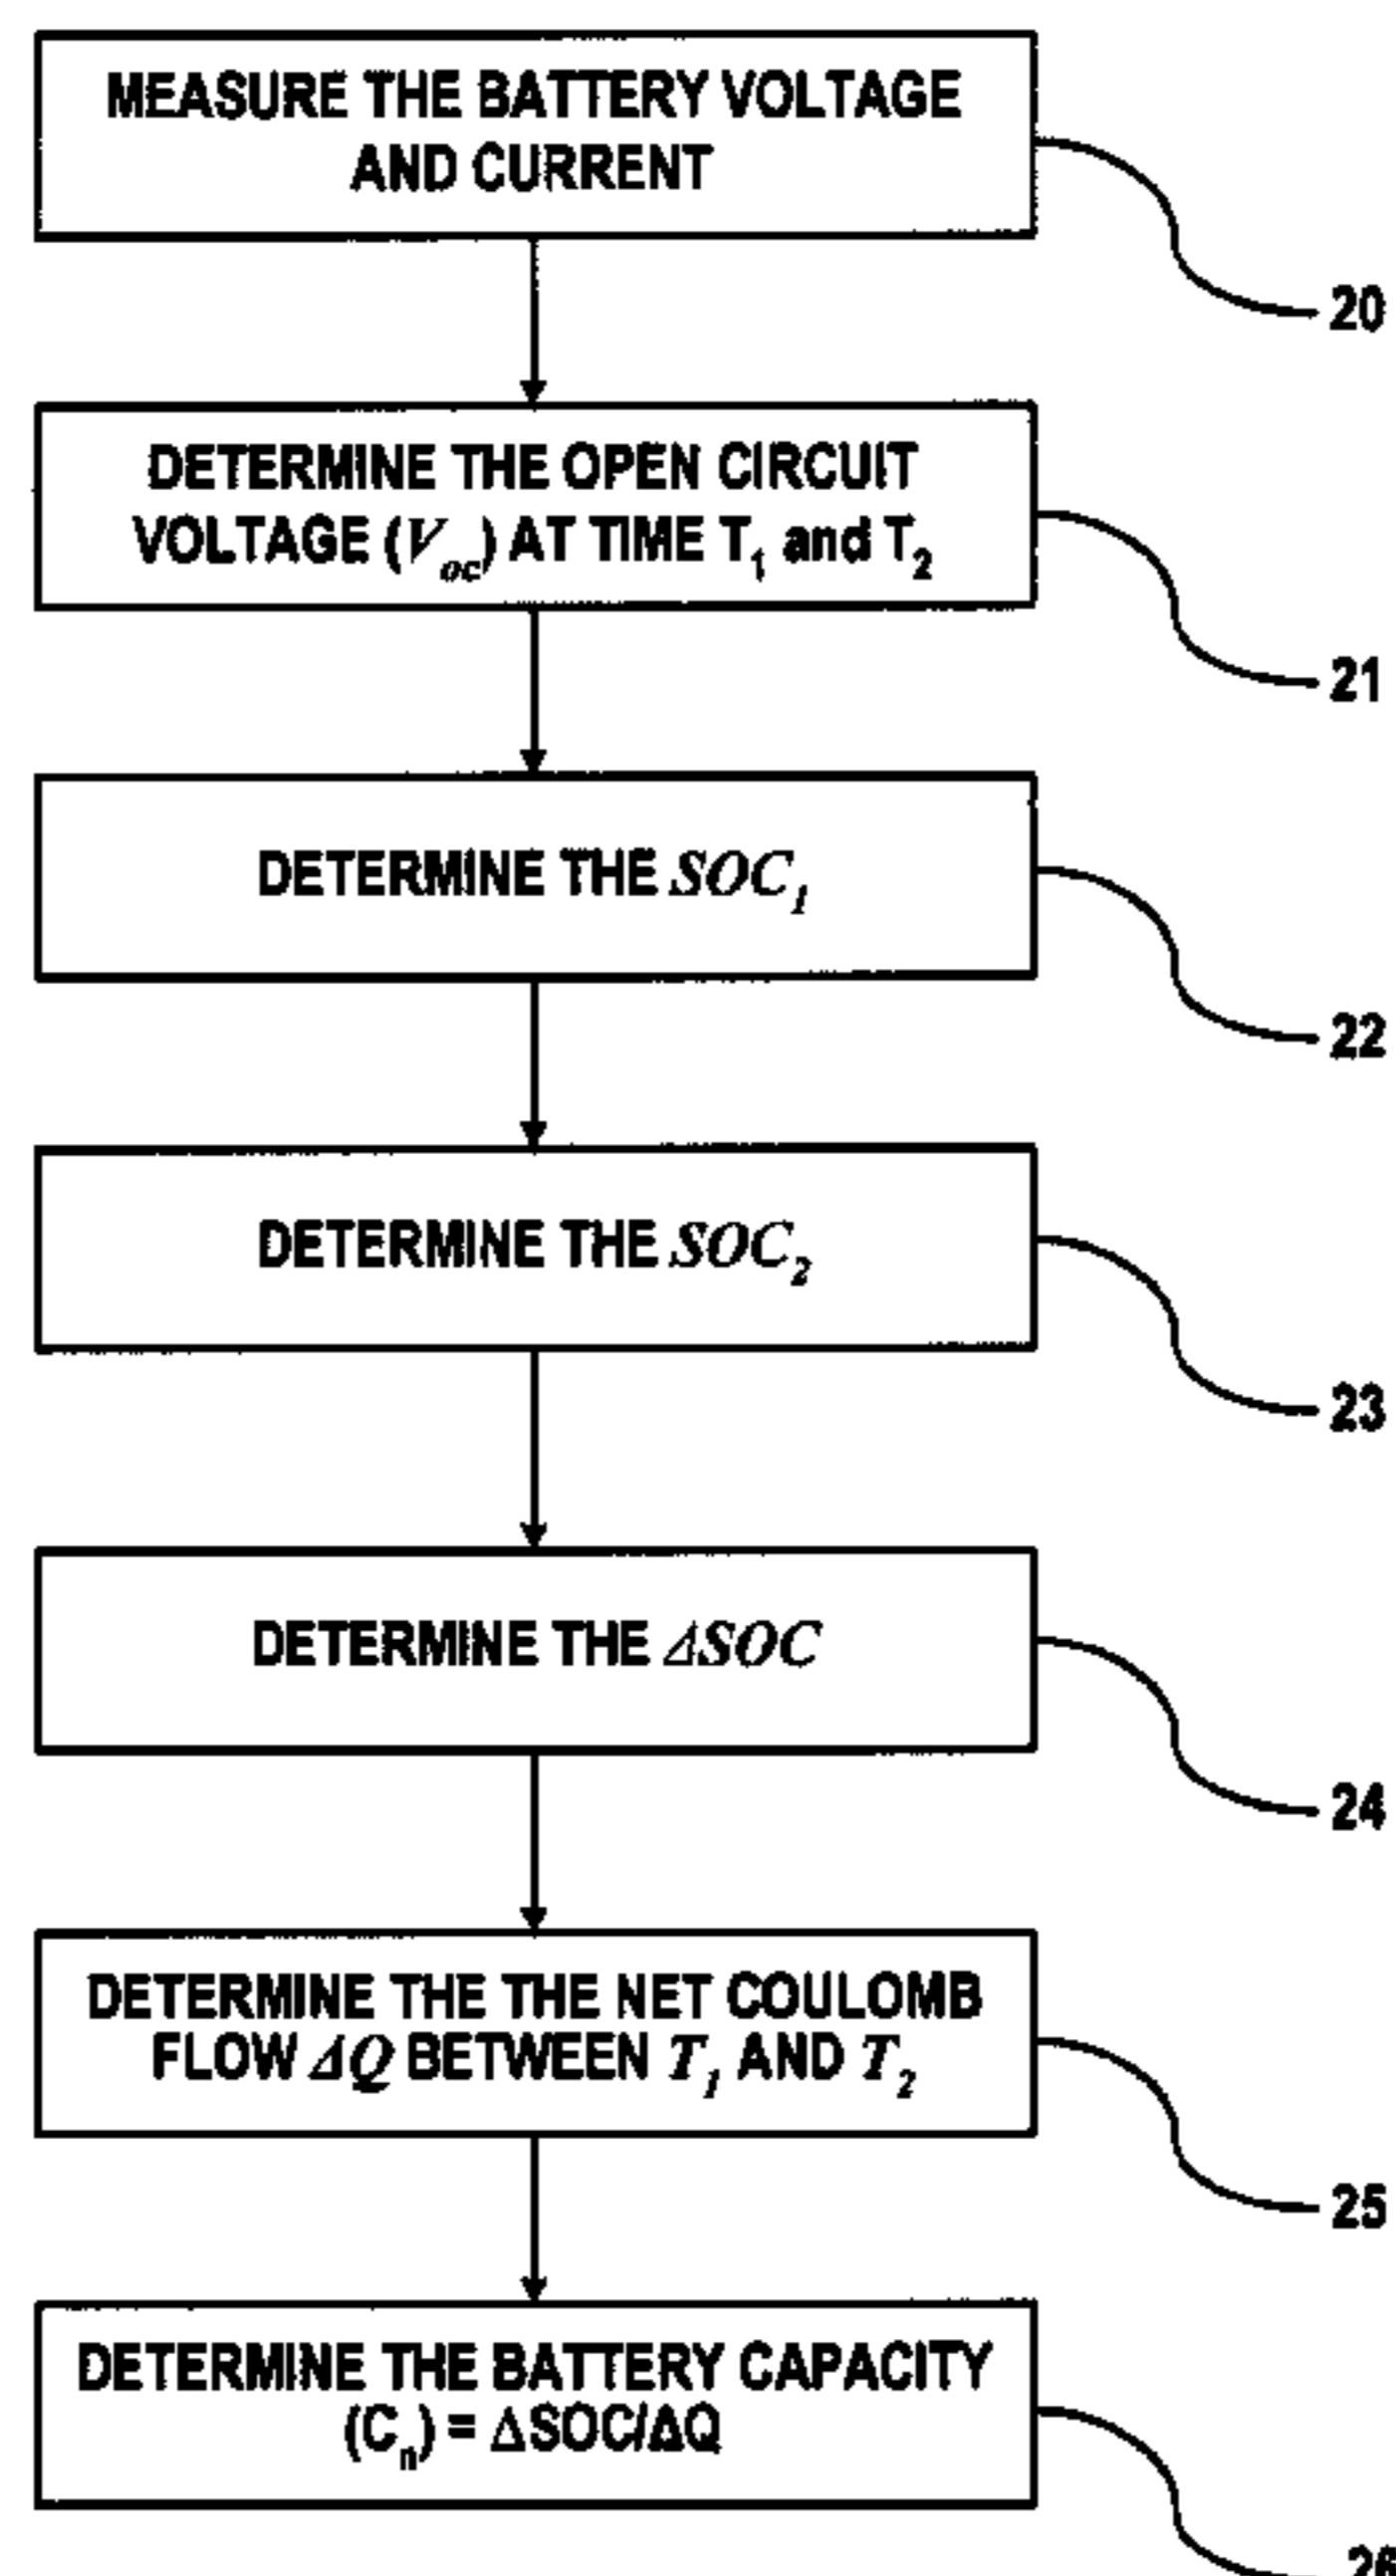 MEASURE THE BATTERY VOLTAGE
AND CURRENT
20
DETERMINE THE OPEN CIRCUIT
VOLTAGE (Voc) AT TIME T1 and T2
21
DETERMINE THE SOC1
22
DETERMINE THE SOC2
23
DETERMINE THE ΔSOC
24
DETERMINE THE THE NET COULOMB
FLOW ΔQ BETWEEN T1 AND T2
25
DETERMINE THE BATTERY CAPACITY
(Cn) = ΔSOC/ΔQ
26